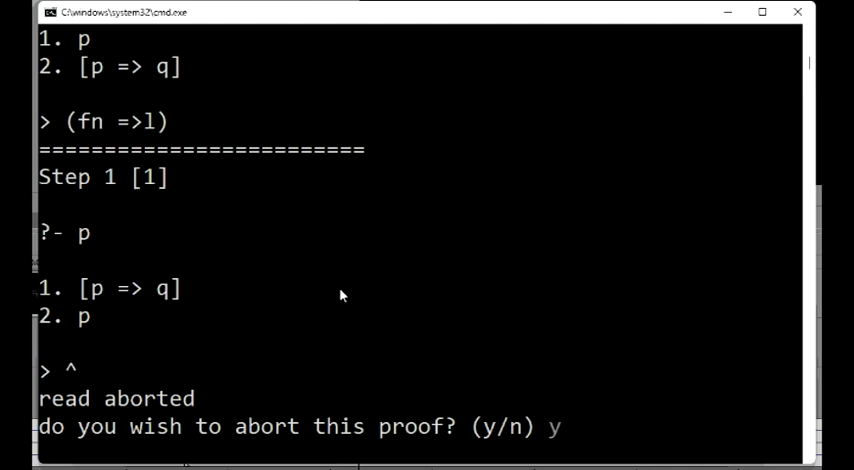 C:\windows\system32\cmd.exe
1. p
2. [p => q]
> (fn =>l)
=========================
Step 1 [1]
?- p
1. [p => q]
2. p
> ^
read aborted
do you wish to abort this proof? (y/n) y